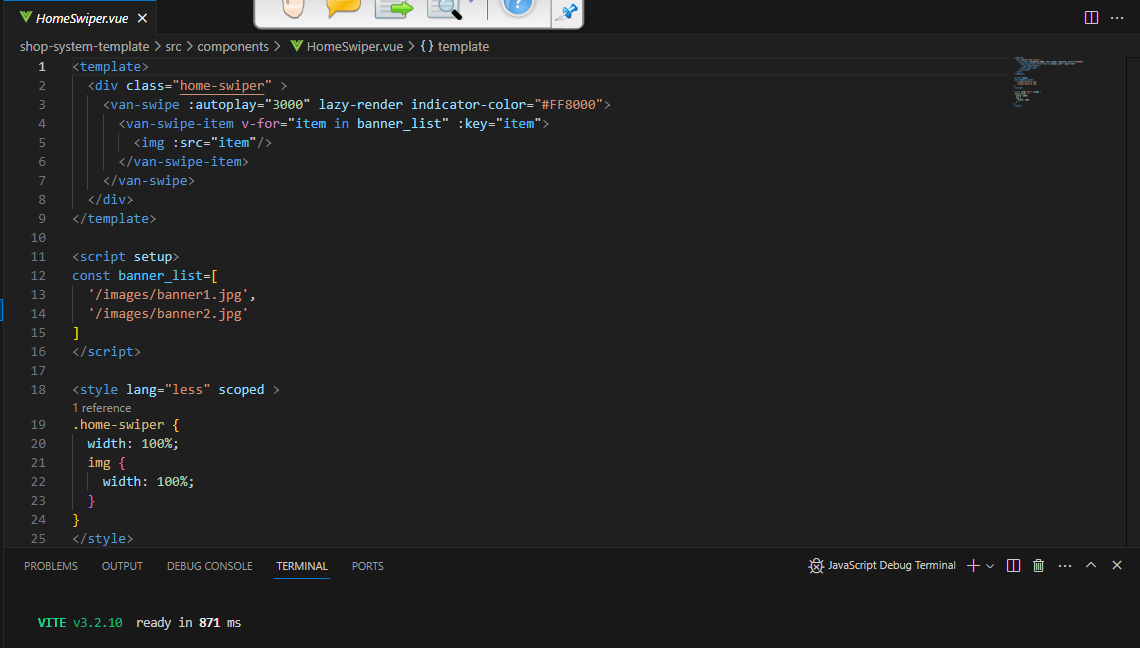 HomeSwiper.vue
shop-system-template > src > components > HomeSwiper.vue > {} template
1 <template>
2 <div class="home-swiper" >
3 <van-swipe :autoplay="3000" lazy-render indicator-color="#FF8000">
4 <van-swipe-item v-for="item in banner_list" :key="item">
5 <img :src="item"/>
6 </van-swipe-item>
7 </van-swipe>
8 </div>
9 </template>
10
11 <script setup>
12 const banner_list=[
13 '/images/banner1.jpg',
14 '/images/banner2.jpg'
15 ]
16 </script>
17
18 <style lang="less" scoped >
1 reference
19 .home-swiper {
20 width: 100%;
21 img {
22 width: 100%;
23 }
24 }
25 </style>
PROBLEMS OUTPUT DEBUG CONSOLE TERMINAL PORTS JavaScript Debug Terminal
VITE v3.2.10 ready in 871 ms